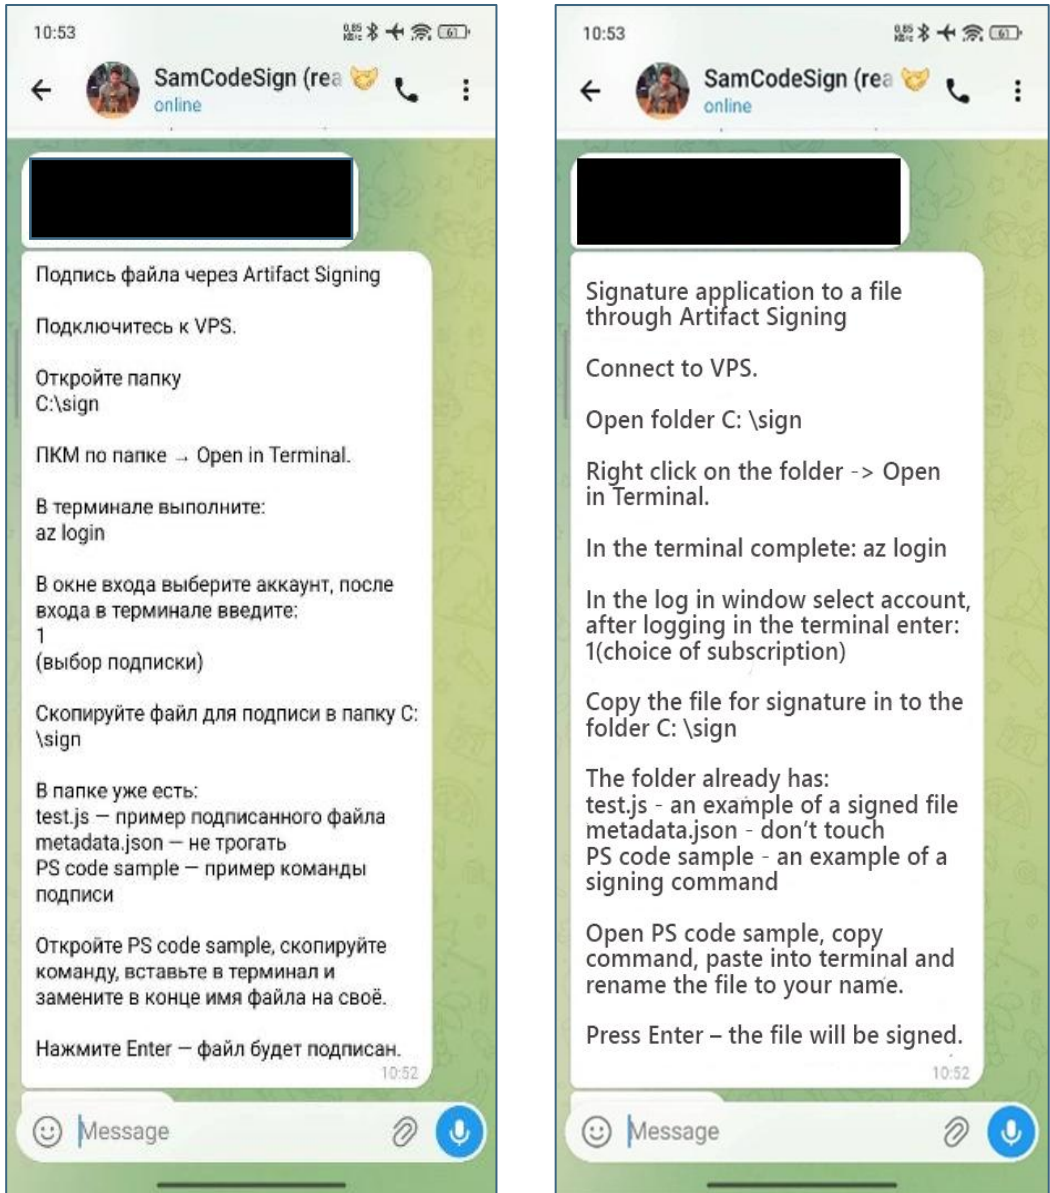 10:53
0,85
КБ/с
61
SamCodeSign (rea
online
Подпись файла через Artifact Signing
Подключитесь к VPS.
Откройте папку
C:\sign
ПКМ по папке → Open in Terminal.
В терминале выполните:
az login
В окне входа выберите аккаунт, после
входа в терминале введите:
1
(выбор подписки)
Скопируйте файл для подписи в папку C:
\sign
В папке уже есть:
test.js — пример подписанного файла
metadata.json — не трогать
PS code sample — пример команды
подписи
Откройте PS code sample, скопируйте
команду, вставьте в терминал и
замените в конце имя файла на своё.
Нажмите Enter — файл будет подписан.
10:52
Message
10:53
0,85
КБ/с
61
SamCodeSign (rea
online
Signature application to a file
through Artifact Signing
Connect to VPS.
Open folder C: \sign
Right click on the folder -> Open
in Terminal.
In the terminal complete: az login
In the log in window select account,
after logging in the terminal enter:
1(choice of subscription)
Copy the file for signature in to the
folder C: \sign
The folder already has:
test.js - an example of a signed file
metadata.json - don't touch
PS code sample - an example of a
signing command
Open PS code sample, copy
command, paste into terminal and
rename the file to your name.
Press Enter – the file will be signed.
10:52
Message